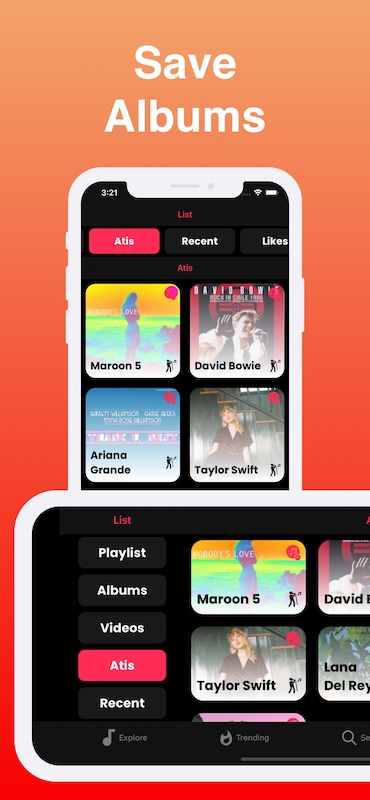 Save
Albums
3:21
List
Atis
Recent
Likes
Atis
NOBODY'S LOVE
Maroon 5
DAVID BOWIE
ROCK IN CHILE 1990
David Bowie
Ariana
Grande
Taylor Swift
List
A
Playlist
Albums
Videos
Atis
Recent
NOBODY'S LOVE
Maroon 5
David B
Taylor Swift
Lana
Del Rey
Explore
Trending
Se